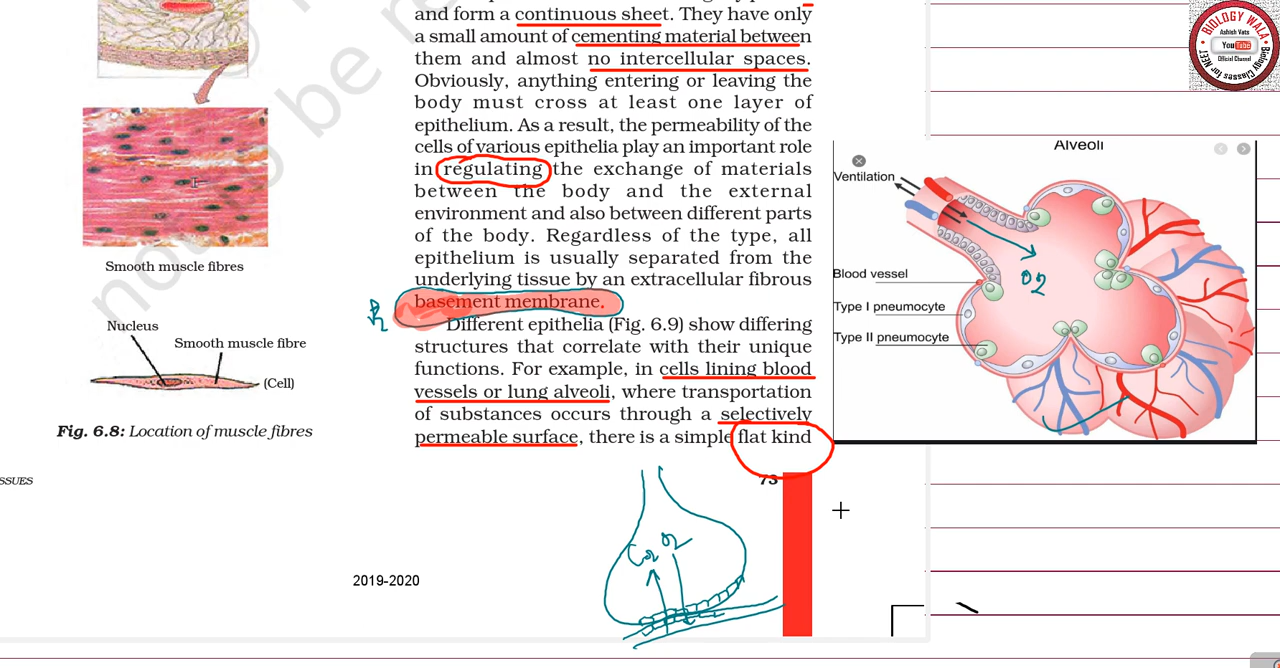 and form a continuous sheet. They have only
a small amount of cementing material between
them and almost no intercellular spaces.
Obviously, anything entering or leaving the
body must cross at least one layer of
epithelium. As a result, the permeability of the
cells of various epithelia play an important role
in regulating the exchange of materials
between the body and the external
environment and also between different parts
of the body. Regardless of the type, all
epithelium is usually separated from the
underlying tissue by an extracellular fibrous
basement membrane.
Different epithelia (Fig. 6.9) show differing
structures that correlate with their unique
functions. For example, in cells lining blood
vessels or lung alveoli, where transportation
of substances occurs through a selectively
permeable surface, there is a simple flat kind
73
Smooth muscle fibres
Nucleus
Smooth muscle fibre
(Cell)
Fig. 6.8: Location of muscle fibres
SSUES
2019-2020
CO2 O2
Alveoli
Ventilation
O2
Blood vessel
Type I pneumocyte
Type II pneumocyte
BIOLOGY WALA
Ashish Vats
YouTube
Official Channel
Biology Classes for NEET
not to be re